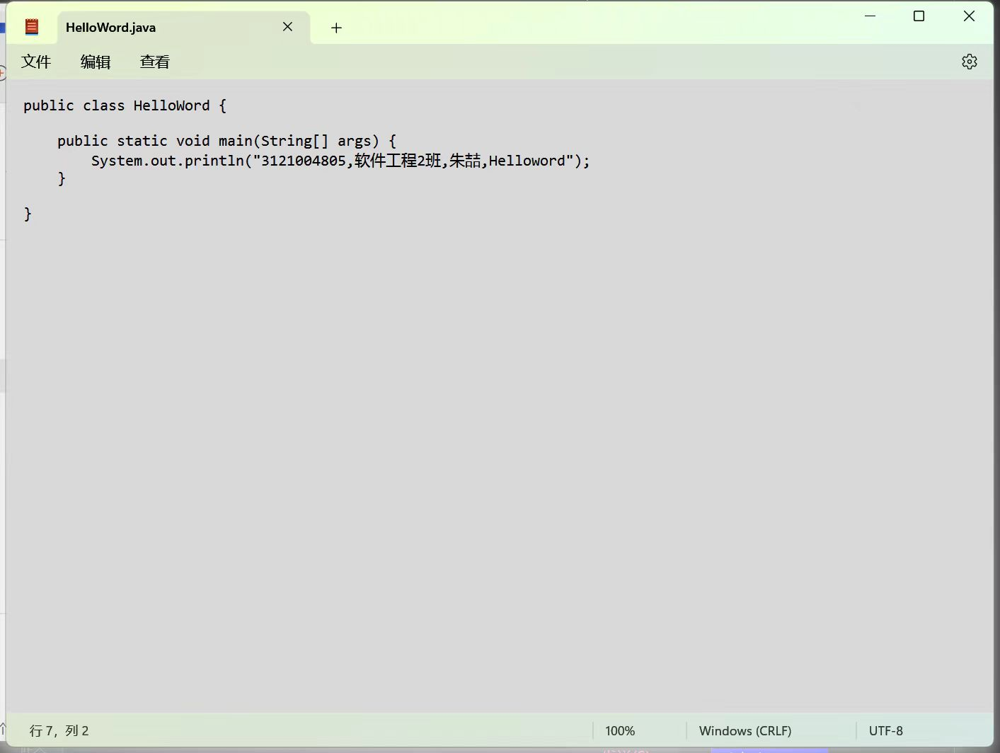 HelloWord.java
文件 编辑 查看
public class HelloWord {
public static void main(String[] args) {
System.out.println("3121004805,软件工程2班,朱喆,Helloword");
}
}
行 7，列 2 100% Windows (CRLF) UTF-8